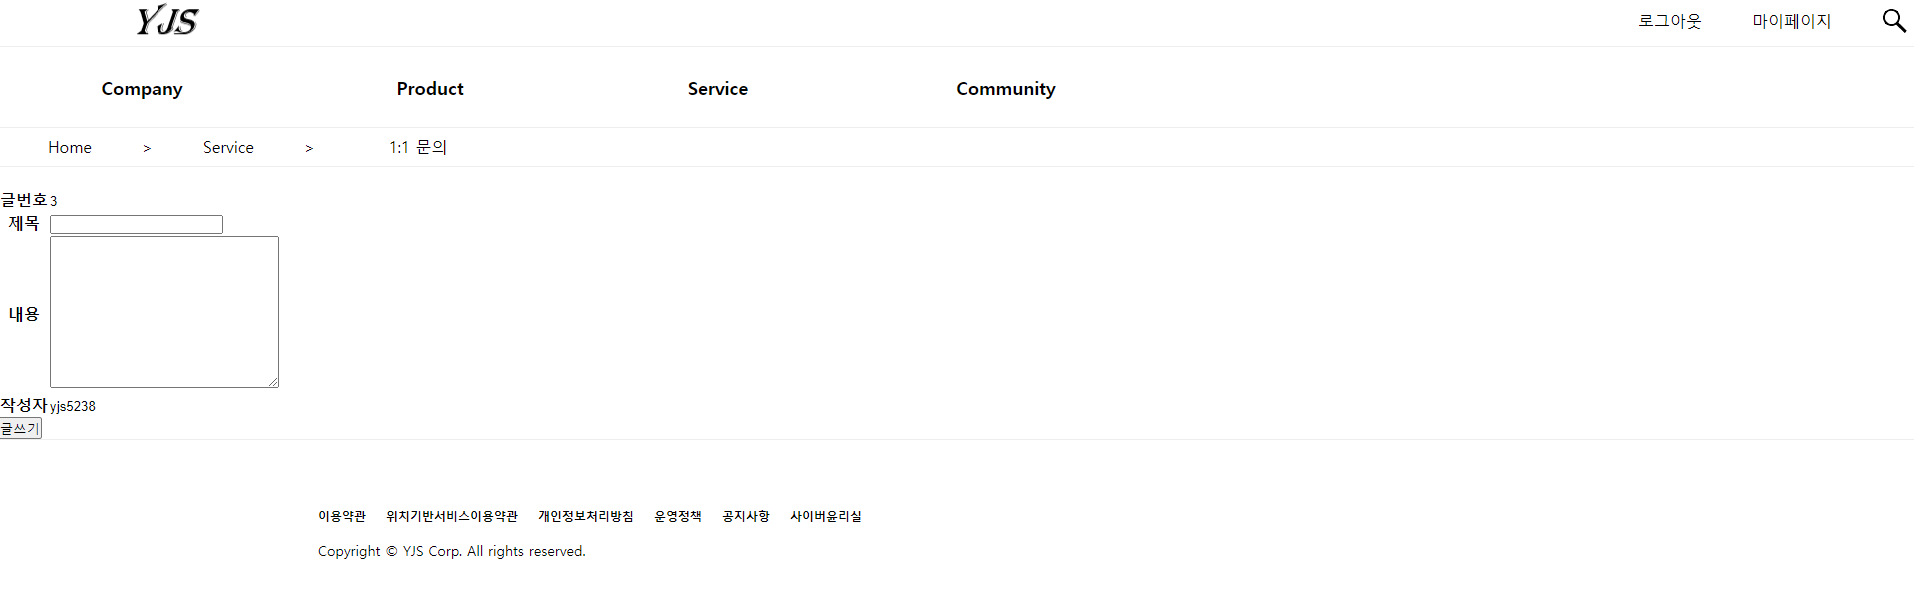 YJS 로그아웃 마이페이지
Company Product Service Community
Home > Service > 1:1 문의
글번호 3
제목
내용
작성자 yjs5238
글쓰기
이용약관 위치기반서비스이용약관 개인정보처리방침 운영정책 공지사항 사이버윤리실
Copyright © YJS Corp. All rights reserved.